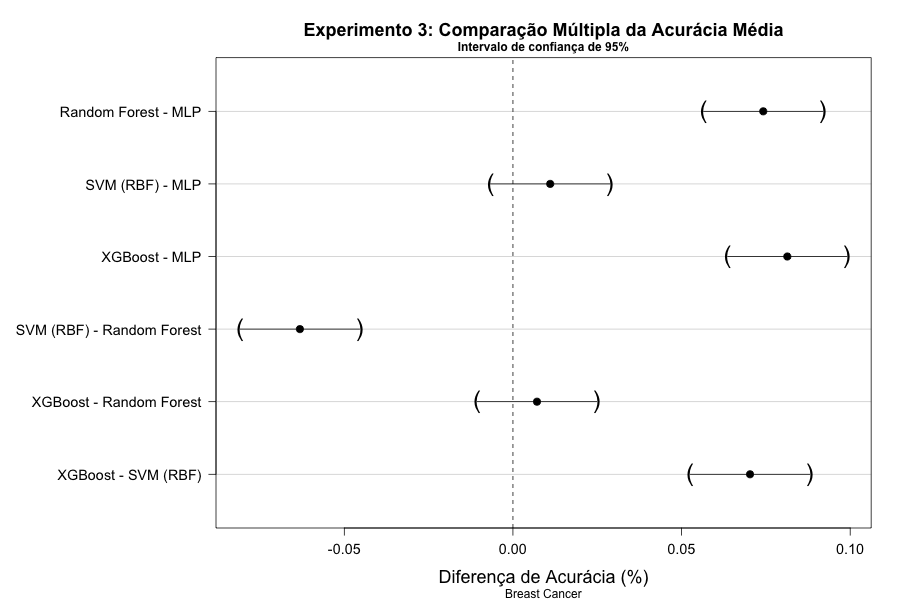 Experimento 3: Comparação Múltipla da Acurácia Média
Intervalo de confiança de 95%
Random Forest - MLP
SVM (RBF) - MLP
XGBoost - MLP
SVM (RBF) - Random Forest
XGBoost - Random Forest
XGBoost - SVM (RBF)
-0.05 0.00 0.05 0.10
Diferença de Acurácia (%)
Breast Cancer